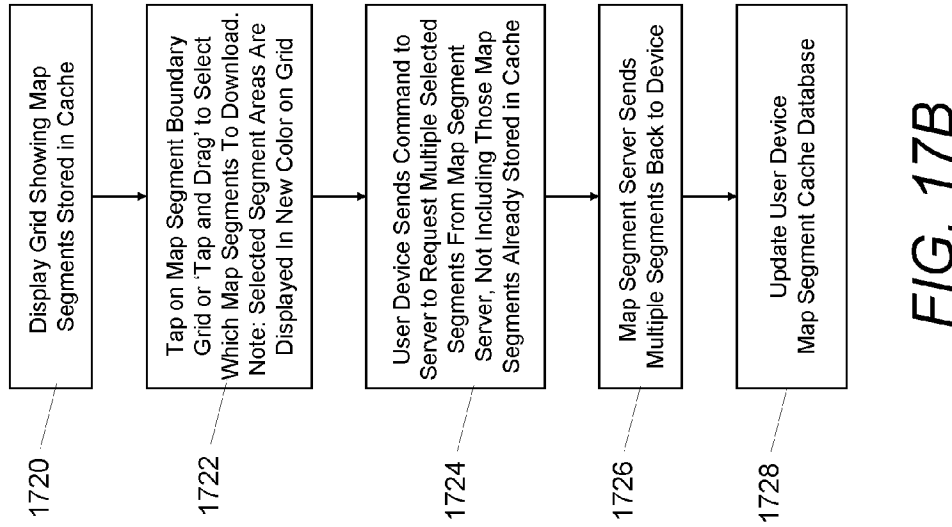 1720
Display Grid Showing Map
Segments Stored in Cache
1722
Tap on Map Segment Boundary
Grid or 'Tap and Drag' to Select
Which Map Segments To Download.
Note: Selected Segment Areas Are
Displayed In New Color on Grid
1724
User Device Sends Command to
Server to Request Multiple Selected
Segments From Map Segment
Server, Not Including Those Map
Segments Already Stored in Cache
1726
Map Segment Server Sends
Multiple Segments Back to Device
1728
Update User Device
Map Segment Cache Database
FIG. 17B